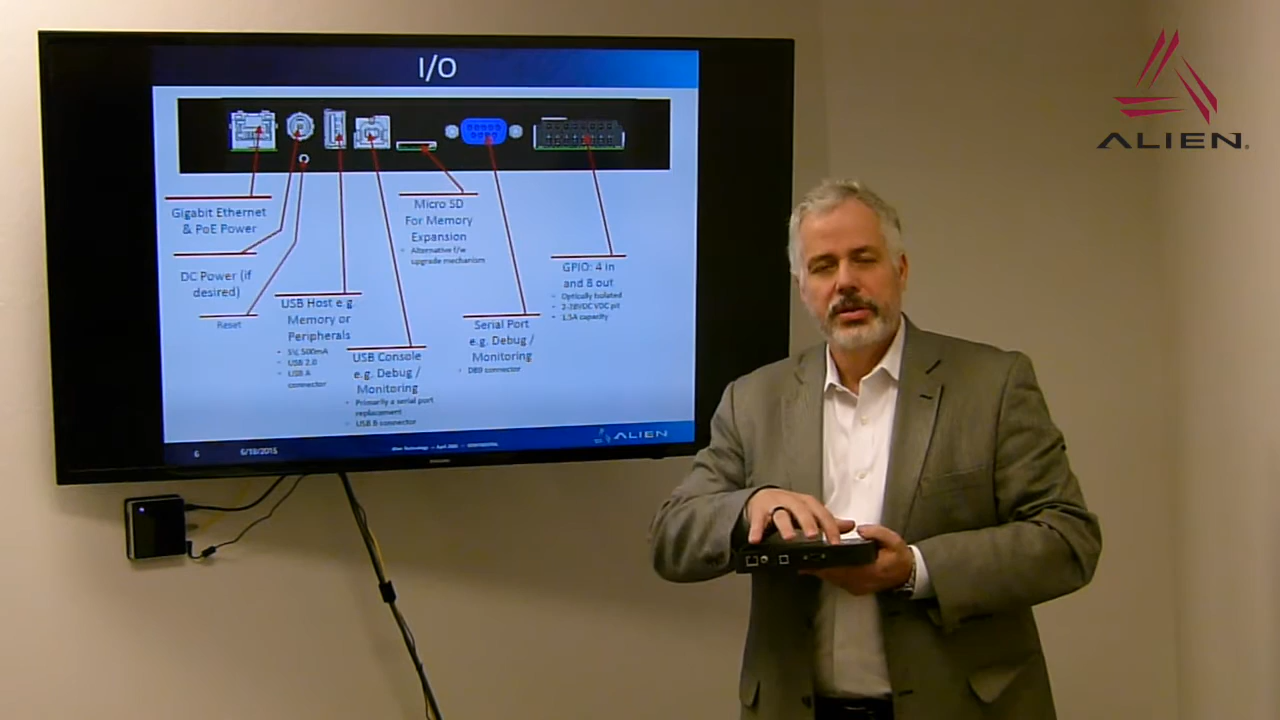 I/O
Gigabit Ethernet
& PoE Power
DC Power (if
desired)
Reset
USB Host e.g.
Memory or
Peripherals
• 5V, 500mA
• USB 2.0
• USB A
connector
USB Console
e.g. Debug /
Monitoring
• Primarily a serial port
replacement
• USB B connector
Micro SD
For Memory
Expansion
• Alternative f/w
upgrade mechanism
Serial Port
e.g. Debug /
Monitoring
• DB9 connector
GPIO: 4 in
and 8 out
• Optically Isolated
• 1.5A capacity
6
6/18/2015
ALIEN
ALIEN®